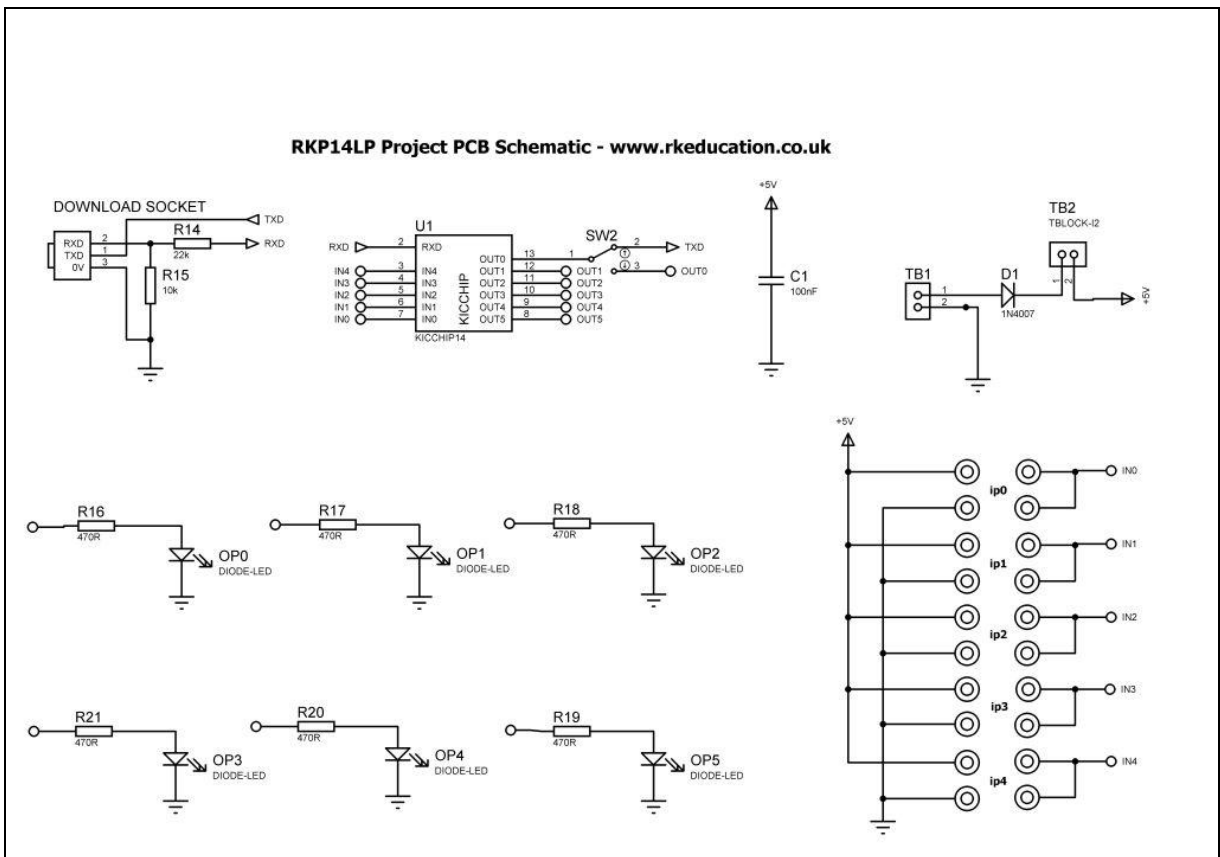 RKP14LP Project PCB Schematic - www.rkeducation.co.uk
DOWNLOAD SOCKET
RXD
TXD
0V
2
1
3
R14
22k
R15
10k
TXD
RXD
U1
RXD
IN4
IN3
IN2
IN1
IN0
2
3
4
5
6
7
RXD
IN4
IN3
IN2
IN1
IN0
KICCHIP
OUT0
OUT1
OUT2
OUT3
OUT4
OUT5
13
12
11
10
9
8
KICCHIP14
OUT1
OUT2
OUT3
OUT4
OUT5
SW2
1
2
3
TXD
OUT0
+5V
C1
100nF
TB1
1
2
D1
1N4007
TB2
TBLOCK-I2
1
2
+5V
R16
470R
OP0
DIODE-LED
R17
470R
OP1
DIODE-LED
R18
470R
OP2
DIODE-LED
R21
470R
OP3
DIODE-LED
R20
470R
OP4
DIODE-LED
R19
470R
OP5
DIODE-LED
+5V
ip0
IN0
ip1
IN1
ip2
IN2
ip3
IN3
ip4
IN4